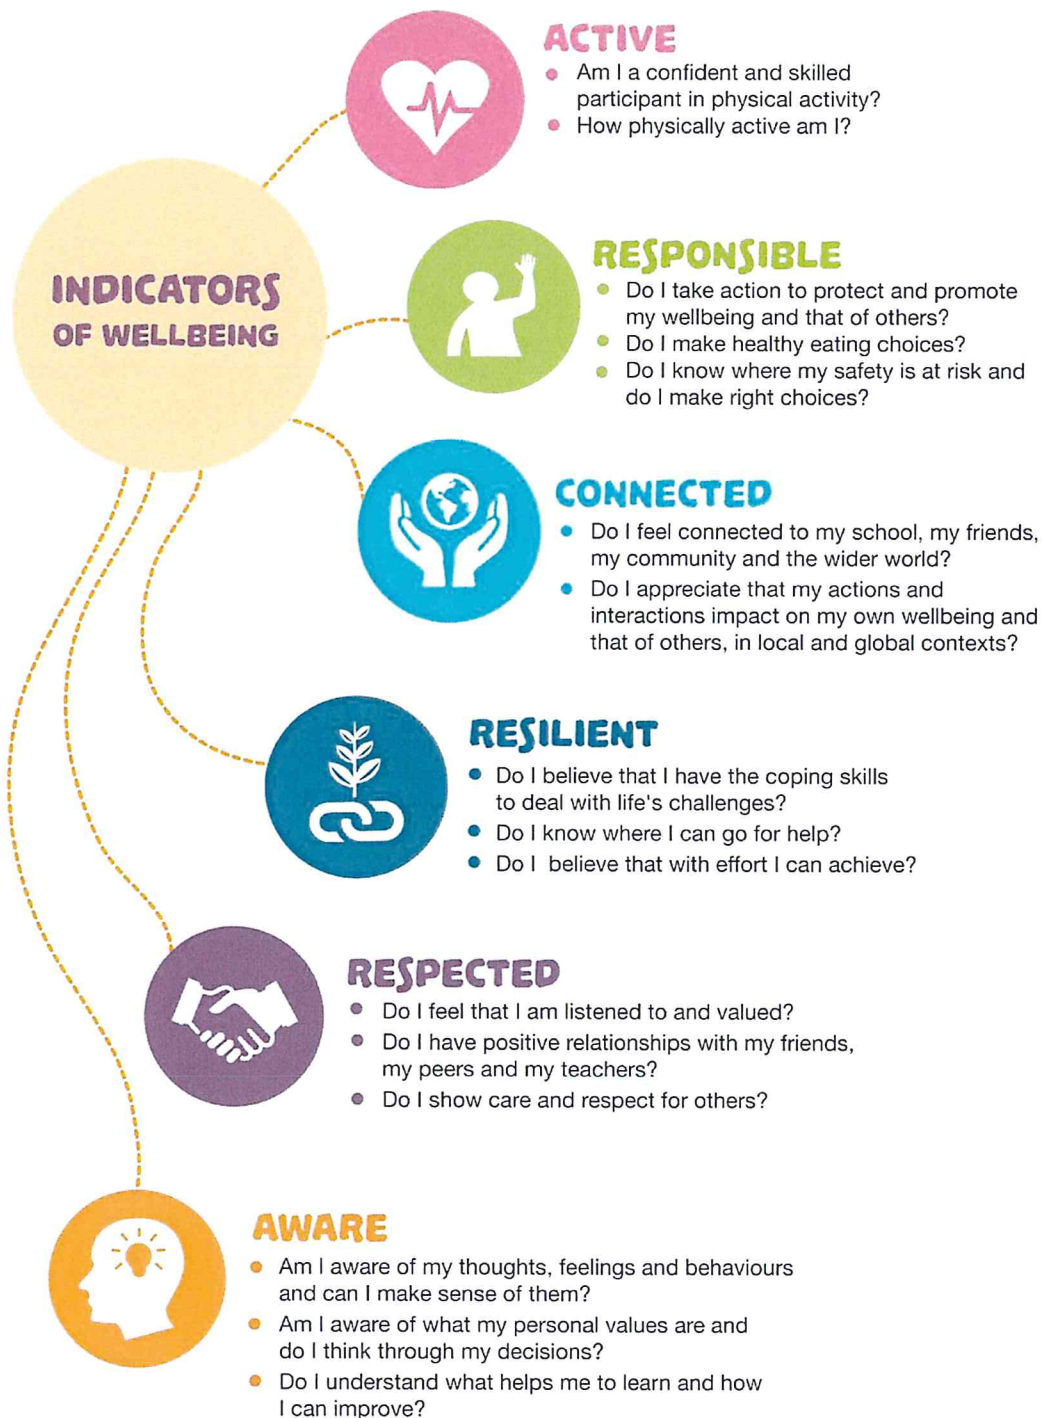 ACTIVE
Am I a confident and skilled
participant in physical activity?
How physically active am I?
INDICATORS
OF WELLBEING
RESPONSIBLE
Do I take action to protect and promote
my wellbeing and that of others?
Do I make healthy eating choices?
Do I know where my safety is at risk and
do I make right choices?
CONNECTED
Do I feel connected to my school, my friends,
my community and the wider world?
Do I appreciate that my actions and
interactions impact on my own wellbeing and
that of others, in local and global contexts?
RESILIENT
Do I believe that I have the coping skills
to deal with life's challenges?
Do I know where I can go for help?
Do I believe that with effort I can achieve?
RESPECTED
Do I feel that I am listened to and valued?
Do I have positive relationships with my friends,
my peers and my teachers?
Do I show care and respect for others?
AWARE
Am I aware of my thoughts, feelings and behaviours
and can I make sense of them?
Am I aware of what my personal values are and
do I think through my decisions?
Do I understand what helps me to learn and how
I can improve?